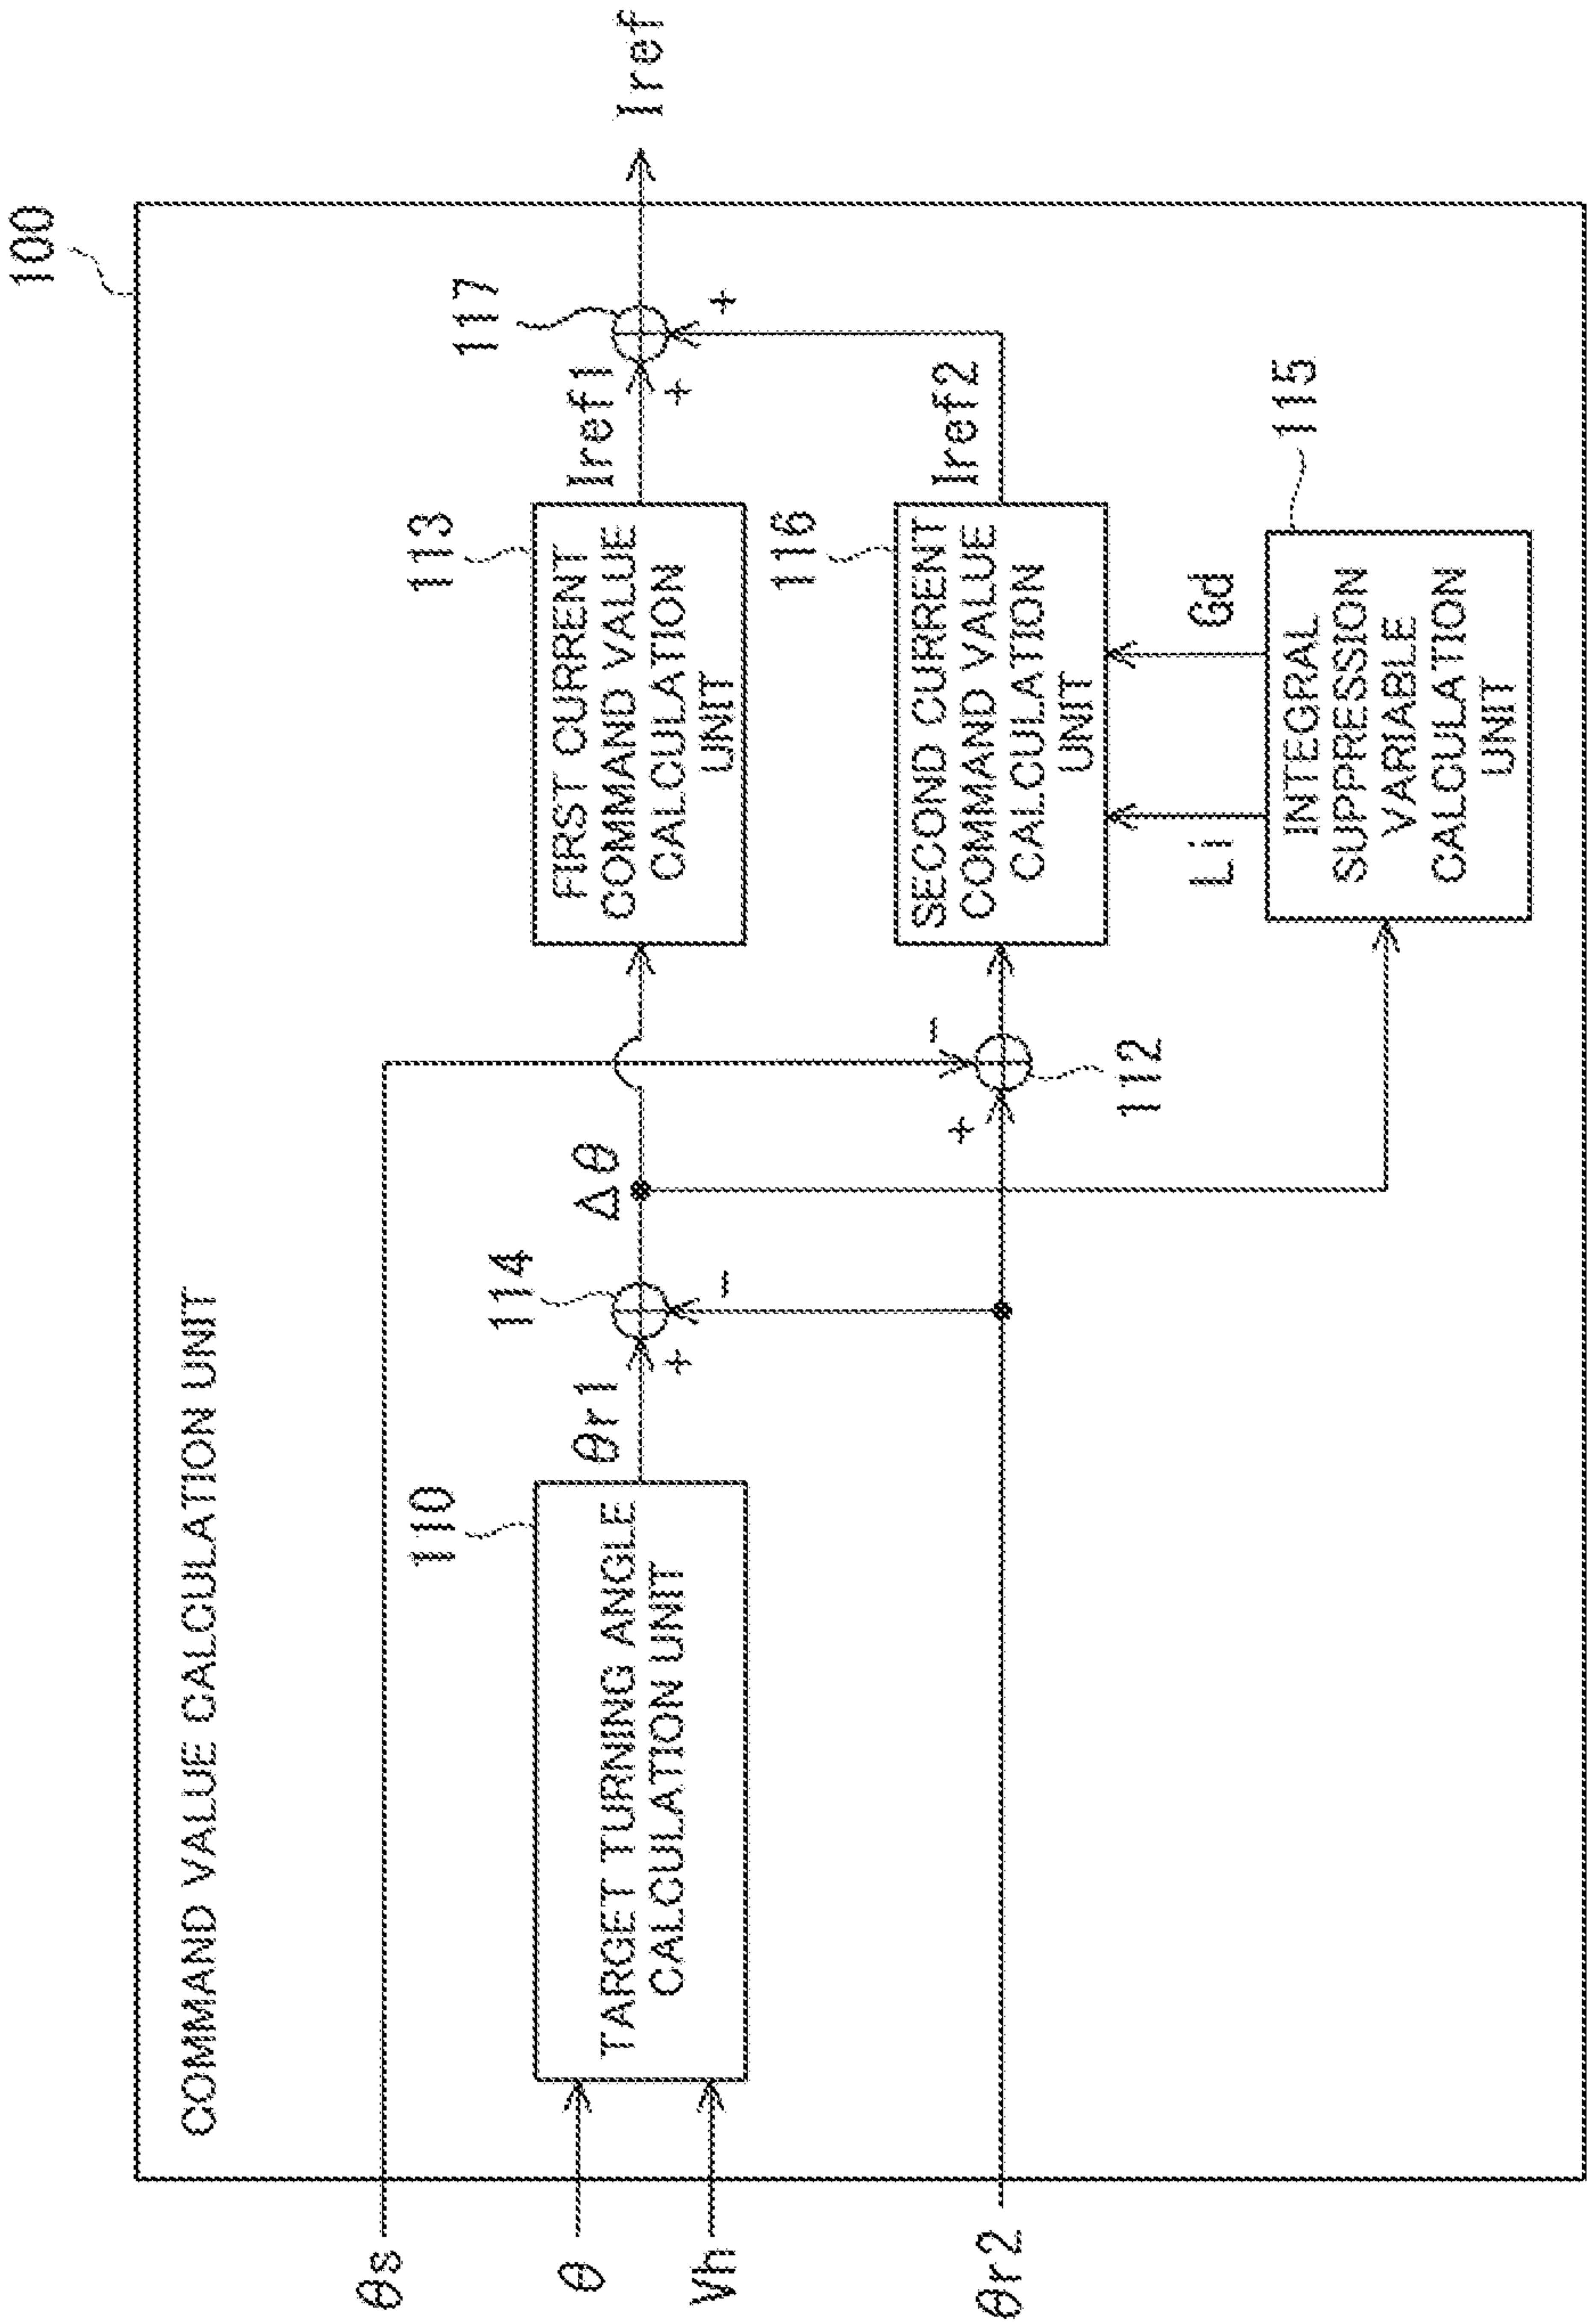 100
COMMAND VALUE CALCULATION UNIT
θs
θ
Vh
θr2
110
TARGET TURNING ANGLE
CALCULATION UNIT
θr1
+
114
−
Δθ
+
−
112
113
FIRST CURRENT
COMMAND VALUE
CALCULATION
UNIT
Iref1
116
SECOND CURRENT
COMMAND VALUE
CALCULATION
UNIT
Iref2
Li
Gd
115
INTEGRAL
SUPPRESSION
VARIABLE
CALCULATION
UNIT
117
+
+
Iref